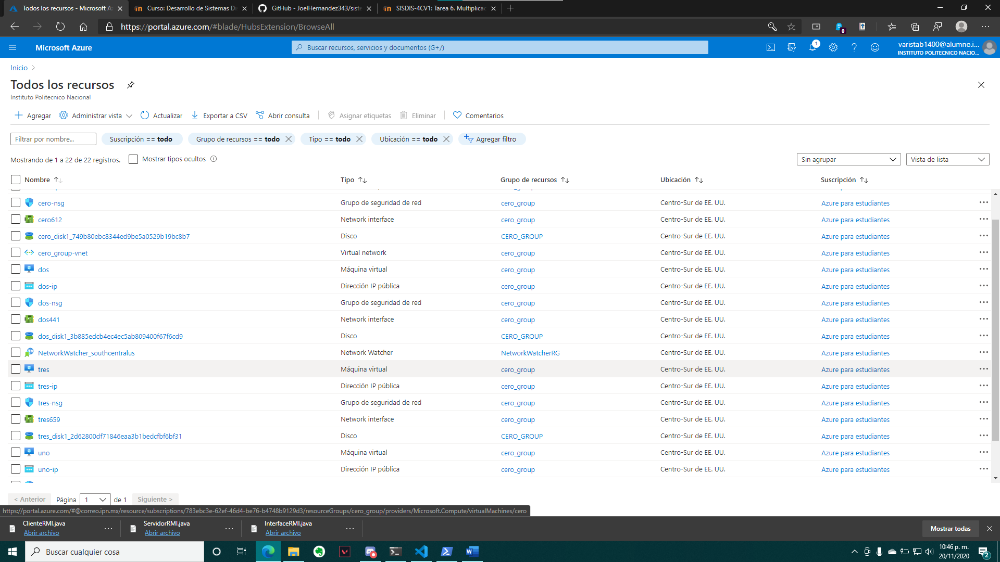 Todos los recursos - Microsoft Az
Curso: Desarrollo de Sistemas Di
GitHub - JoelHernandez343/siste
SISDIS-4CV1: Tarea 6. Multiplicac
https://portal.azure.com/#blade/HubsExtension/BrowseAll
0
Microsoft Azure
Buscar recursos, servicios y documentos (G+/)
1
varistab1400@alumno.i...
INSTITUTO POLITECNICO NACIO...
Inicio
Todos los recursos
Instituto Politecnico Nacional
Agregar
Administrar vista
Actualizar
Exportar a CSV
Abrir consulta
Asignar etiquetas
Eliminar
Comentarios
Filtrar por nombre...
Suscripción == todo
Grupo de recursos == todo
Tipo == todo
Ubicación == todo
Agregar filtro
Mostrando de 1 a 22 de 22 registros.
Mostrar tipos ocultos
Sin agrupar
Vista de lista
Nombre Tipo Grupo de recursos Ubicación Suscripción
cero-nsg Grupo de seguridad de red cero_group Centro-Sur de EE. UU. Azure para estudiantes
cero612 Network interface cero_group Centro-Sur de EE. UU. Azure para estudiantes
cero_disk1_749b80ebc8344ed9be5a0529b19bc8b7 Disco CERO_GROUP Centro-Sur de EE. UU. Azure para estudiantes
cero_group-vnet Virtual network cero_group Centro-Sur de EE. UU. Azure para estudiantes
dos Máquina virtual cero_group Centro-Sur de EE. UU. Azure para estudiantes
dos-ip Dirección IP pública cero_group Centro-Sur de EE. UU. Azure para estudiantes
dos-nsg Grupo de seguridad de red cero_group Centro-Sur de EE. UU. Azure para estudiantes
dos441 Network interface cero_group Centro-Sur de EE. UU. Azure para estudiantes
dos_disk1_3b885edcb4ec4ec5ab809400f67f6cd9 Disco CERO_GROUP Centro-Sur de EE. UU. Azure para estudiantes
NetworkWatcher_southcentralus Network Watcher NetworkWatcherRG Centro-Sur de EE. UU. Azure para estudiantes
tres Máquina virtual cero_group Centro-Sur de EE. UU. Azure para estudiantes
tres-ip Dirección IP pública cero_group Centro-Sur de EE. UU. Azure para estudiantes
tres-nsg Grupo de seguridad de red cero_group Centro-Sur de EE. UU. Azure para estudiantes
tres659 Network interface cero_group Centro-Sur de EE. UU. Azure para estudiantes
tres_disk1_2d62800df71846eaa3b1bedcfbf6bf31 Disco CERO_GROUP Centro-Sur de EE. UU. Azure para estudiantes
uno Máquina virtual cero_group Centro-Sur de EE. UU. Azure para estudiantes
uno-ip Dirección IP pública cero_group Centro-Sur de EE. UU. Azure para estudiantes
< Anterior Página 1 de 1 Siguiente >
https://portal.azure.com/#@correo.ipn.mx/resource/subscriptions/783ebc3e-62ef-46d4-be76-b4748b9129d3/resourceGroups/cero_group/providers/Microsoft.Compute/virtualMachines/cero
ClienteRMI.java
Abrir archivo
ServidorRMI.java
Abrir archivo
InterfaceRMI.java
Abrir archivo
Mostrar todas
Buscar cualquier cosa
10:46 p. m.
20/11/2020
2